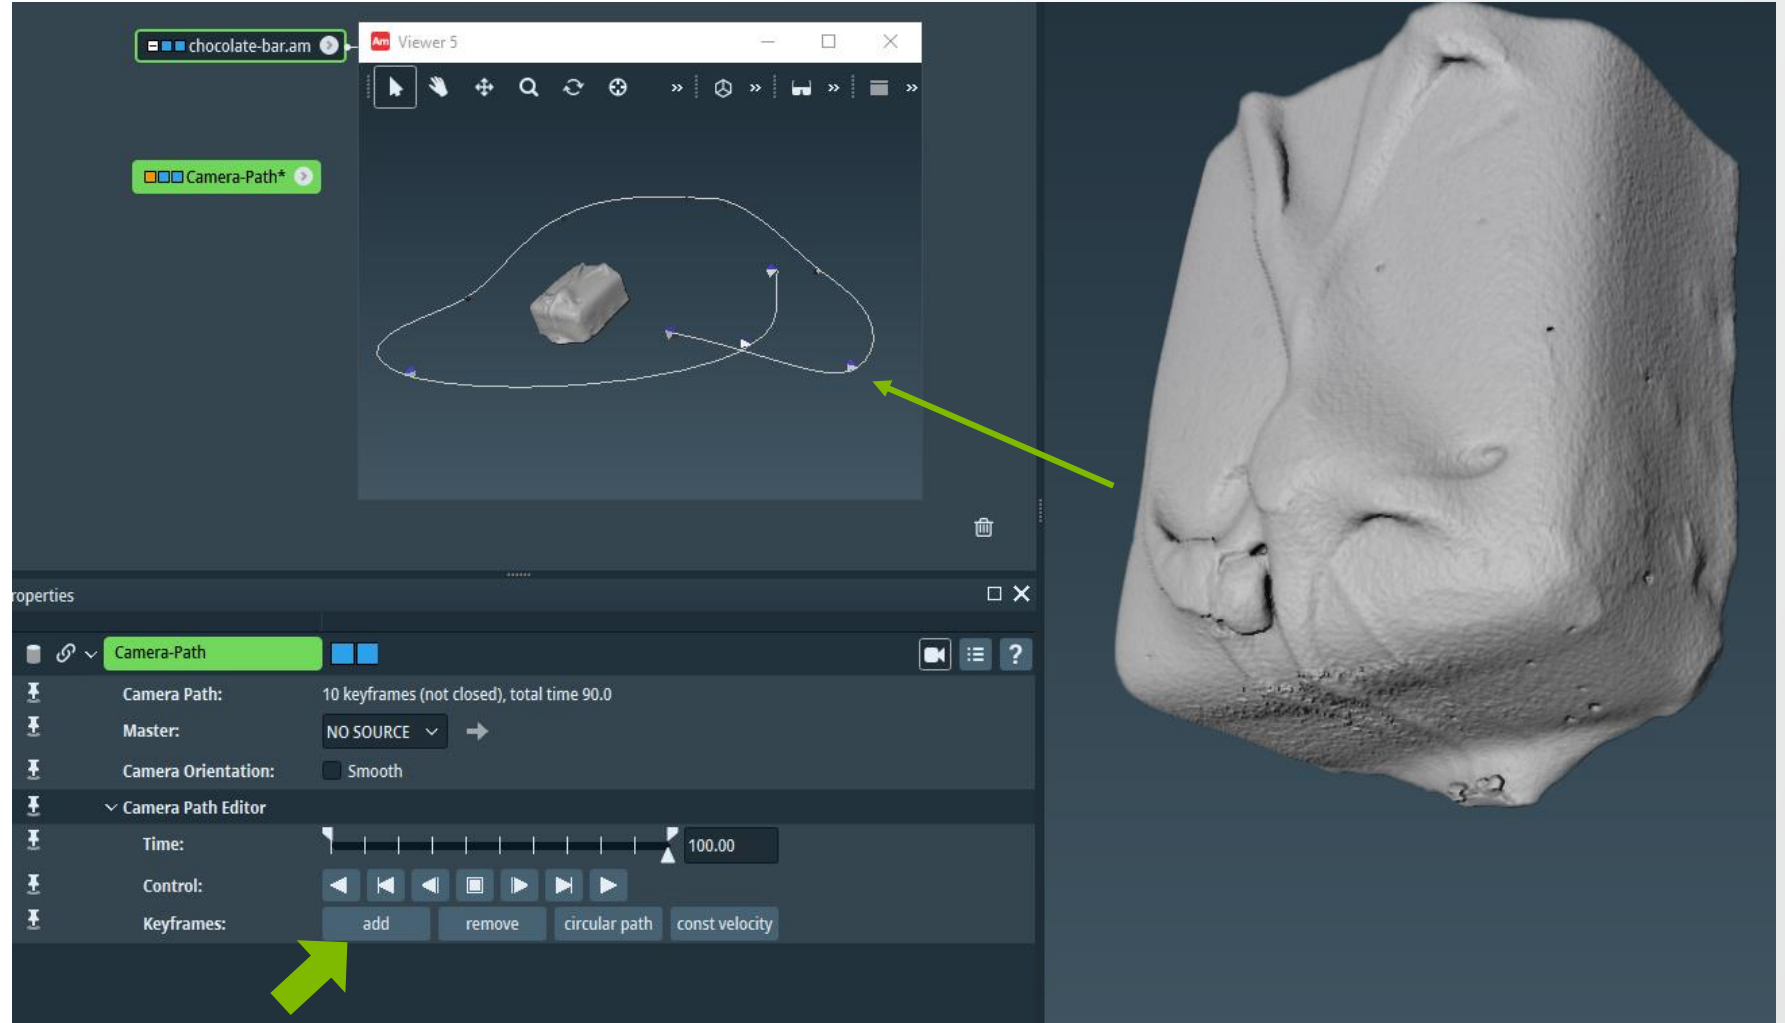 chocolate-bar.am
Am Viewer 5
Camera-Path*
roperties
Camera-Path
?
Camera Path: 10 keyframes (not closed), total time 90.0
Master: NO SOURCE
Camera Orientation: Smooth
Camera Path Editor
Time: 100.00
Control:
Keyframes: add remove circular path const velocity